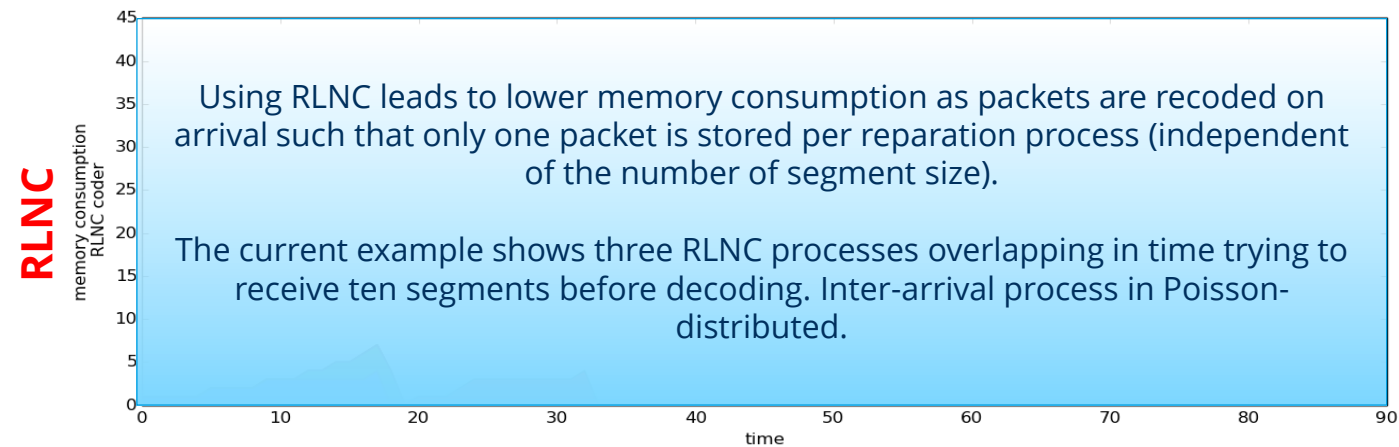 45
40
35
30
25
20
15
10
5
0
RLNC
memory consumption
RLNC coder
Using RLNC leads to lower memory consumption as packets are recoded on
arrival such that only one packet is stored per reparation process (independent
of the number of segment size).
The current example shows three RLNC processes overlapping in time trying to
receive ten segments before decoding. Inter-arrival process in Poisson-
distributed.
0 10 20 30 40 50 60 70 80 90
time